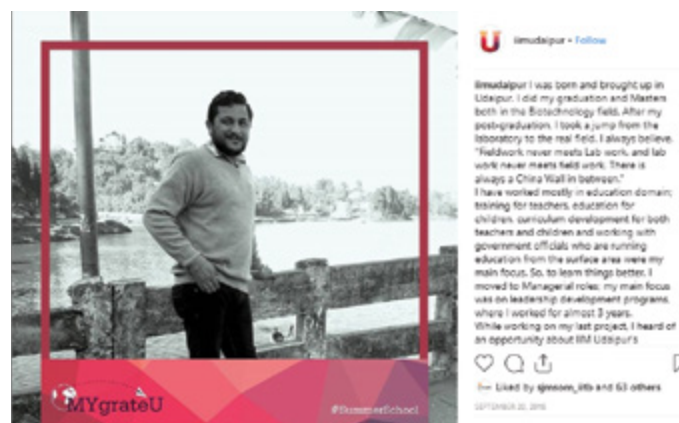 iimudaipur • Follow
iimudaipur I was born and brought up in
Udaipur. I did my graduation and Masters
both in the Biotechnology field. After my
post-graduation, I took a jump from the
laboratory to the real field. I always believe,
"Fieldwork never meets Lab work, and lab
work never meets field work. There is
always a China Wall in between."
I have worked mostly in education domain;
training for teachers, education for
children, curriculum development for both
teachers and children and working with
government officials who are running
education from the surface area were my
main focus. So, to learn things better, I
moved to Managerial roles; my main focus
was on leadership development programs,
where I worked for almost 3 years.
While working on my last project, I heard of
an opportunity about IIM Udaipur's
Liked by sjmsom_iitb and 63 others
SEPTEMBER 20,
MYgrateU
#SummerSchool